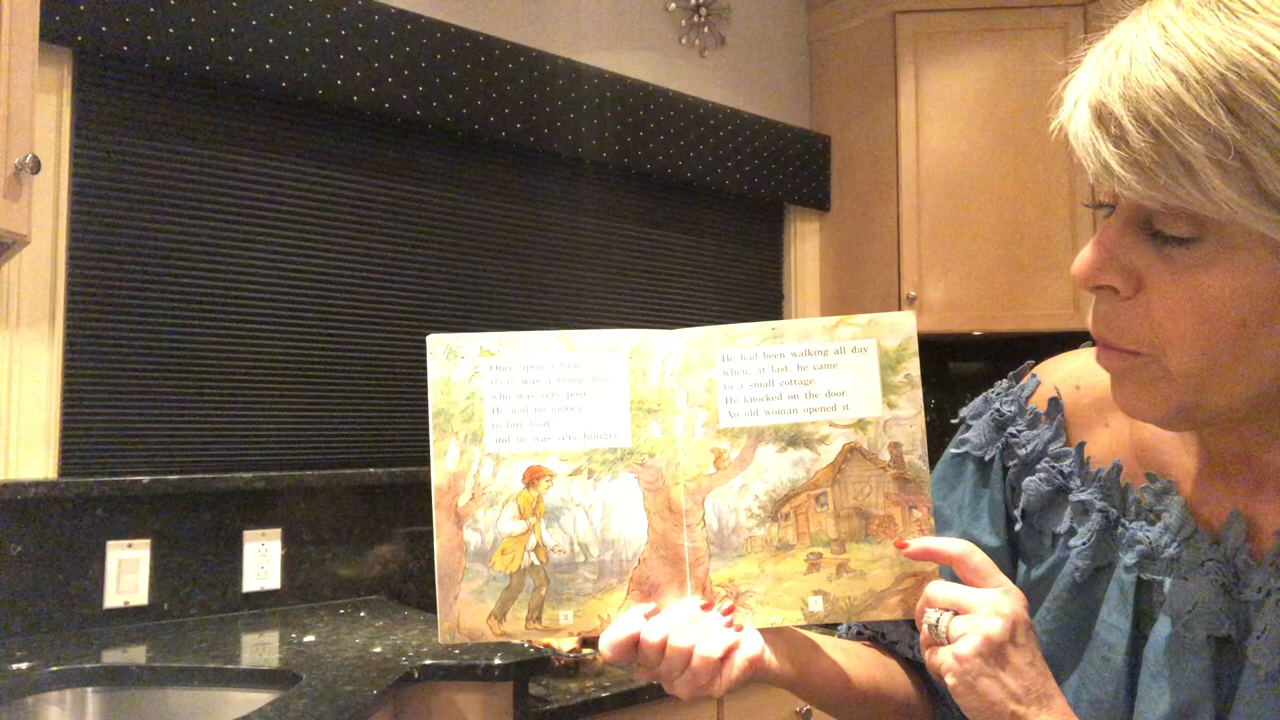 Once upon a time
there was a young man
who was very poor.
He had no money
to buy food
and he was very hungry.
2
He had been walking all day
when, at last, he came
to a small cottage.
He knocked on the door.
An old woman opened it.
3